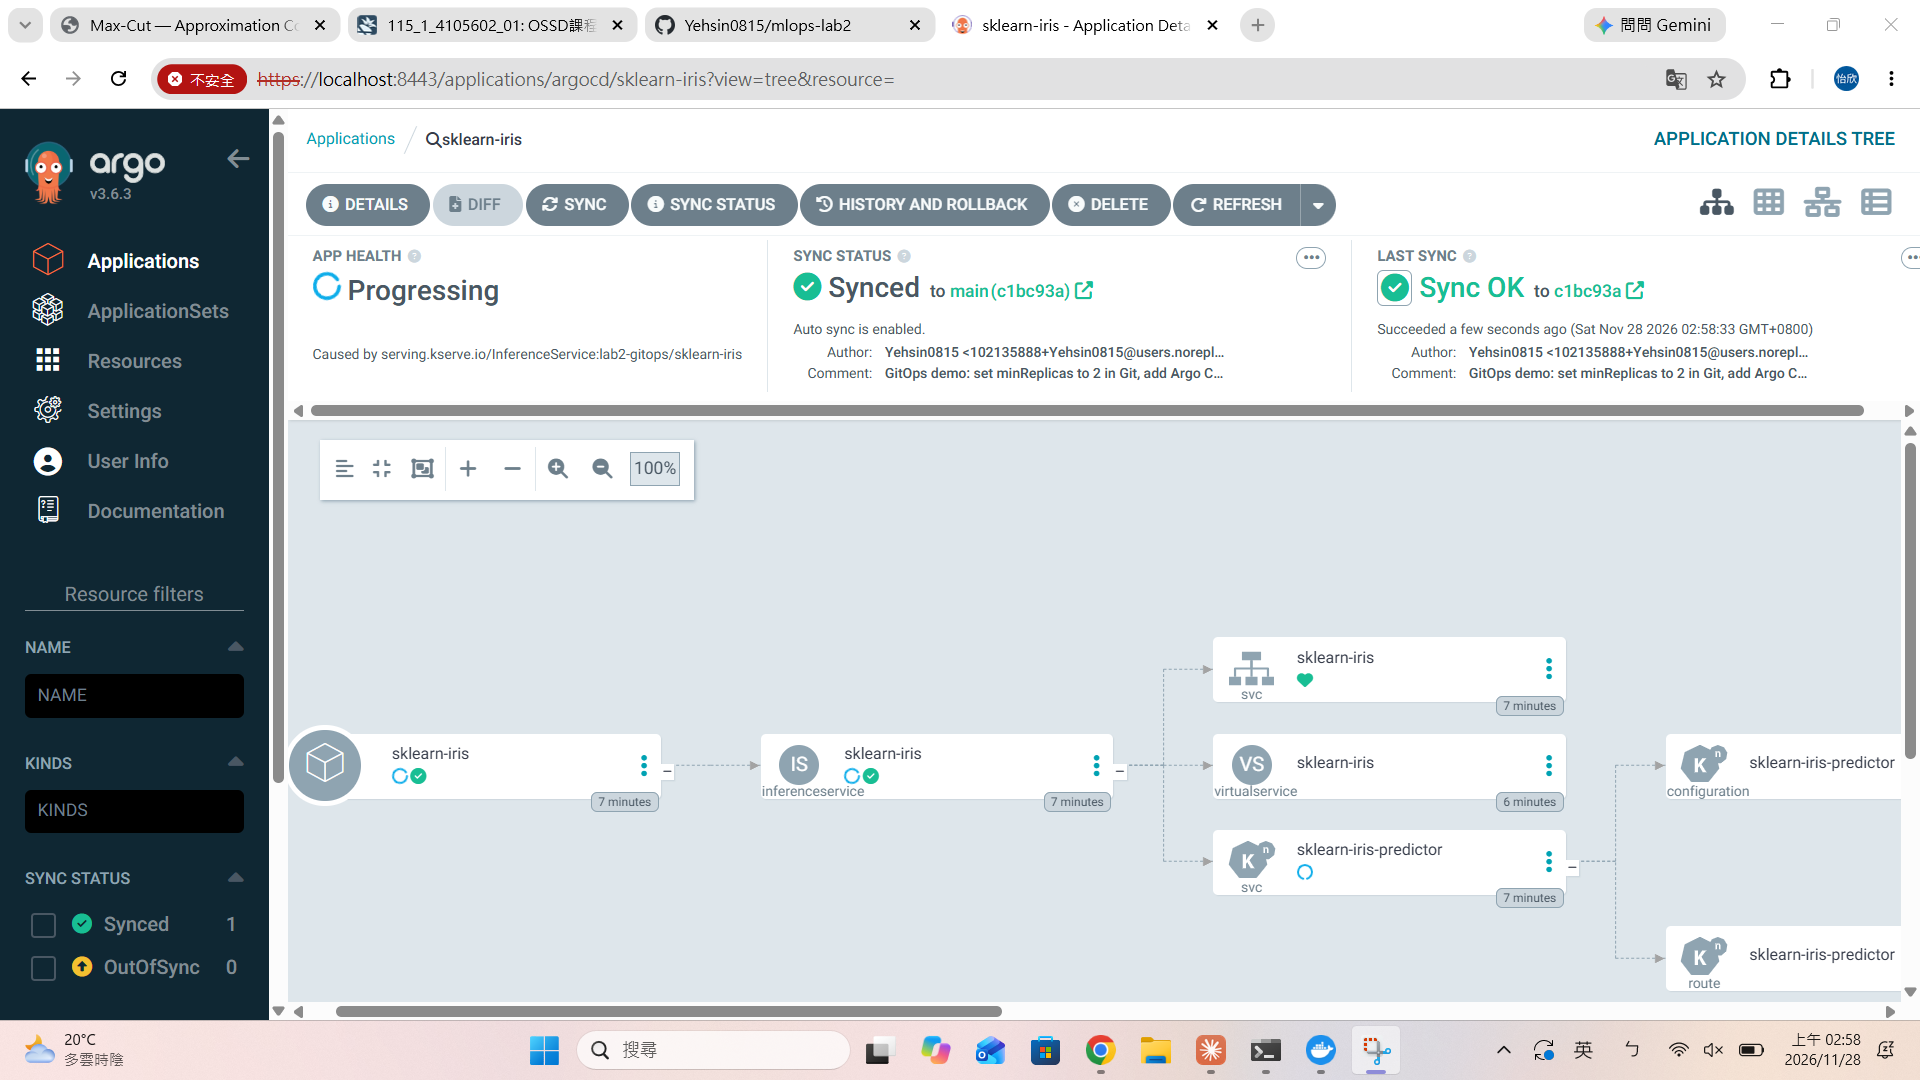 Max-Cut — Approximation Co
115_1_4105602_01: OSSD課程
Yehsin0815/mlops-lab2
sklearn-iris - Application Deta
問問 Gemini
不安全
https://localhost:8443/applications/argocd/sklearn-iris?view=tree&resource=
怡欣
argo
v3.6.3
Applications
ApplicationSets
Resources
Settings
User Info
Documentation
Resource filters
NAME
NAME
KINDS
KINDS
SYNC STATUS
Synced 1
OutOfSync 0
Applications / sklearn-iris
APPLICATION DETAILS TREE
DETAILS
DIFF
SYNC
SYNC STATUS
HISTORY AND ROLLBACK
DELETE
REFRESH
APP HEALTH
Progressing
Caused by serving.kserve.io/InferenceService:lab2-gitops/sklearn-iris
SYNC STATUS
Synced to main (c1bc93a)
Auto sync is enabled.
Author: Yehsin0815 <102135888+Yehsin0815@users.norepl...
Comment: GitOps demo: set minReplicas to 2 in Git, add Argo C...
LAST SYNC
Sync OK to c1bc93a
Succeeded a few seconds ago (Sat Nov 28 2026 02:58:33 GMT+0800)
Author: Yehsin0815 <102135888+Yehsin0815@users.norepl...
Comment: GitOps demo: set minReplicas to 2 in Git, add Argo C...
100%
sklearn-iris
7 minutes
IS
inferenceservice
sklearn-iris
7 minutes
svc
sklearn-iris
7 minutes
VS
virtualservice
sklearn-iris
6 minutes
K n
svc
sklearn-iris-predictor
7 minutes
K n
configuration
sklearn-iris-predictor
K n
route
sklearn-iris-predictor
20°C
多雲時陰
搜尋
英
ㄅ
上午 02:58
2026/11/28